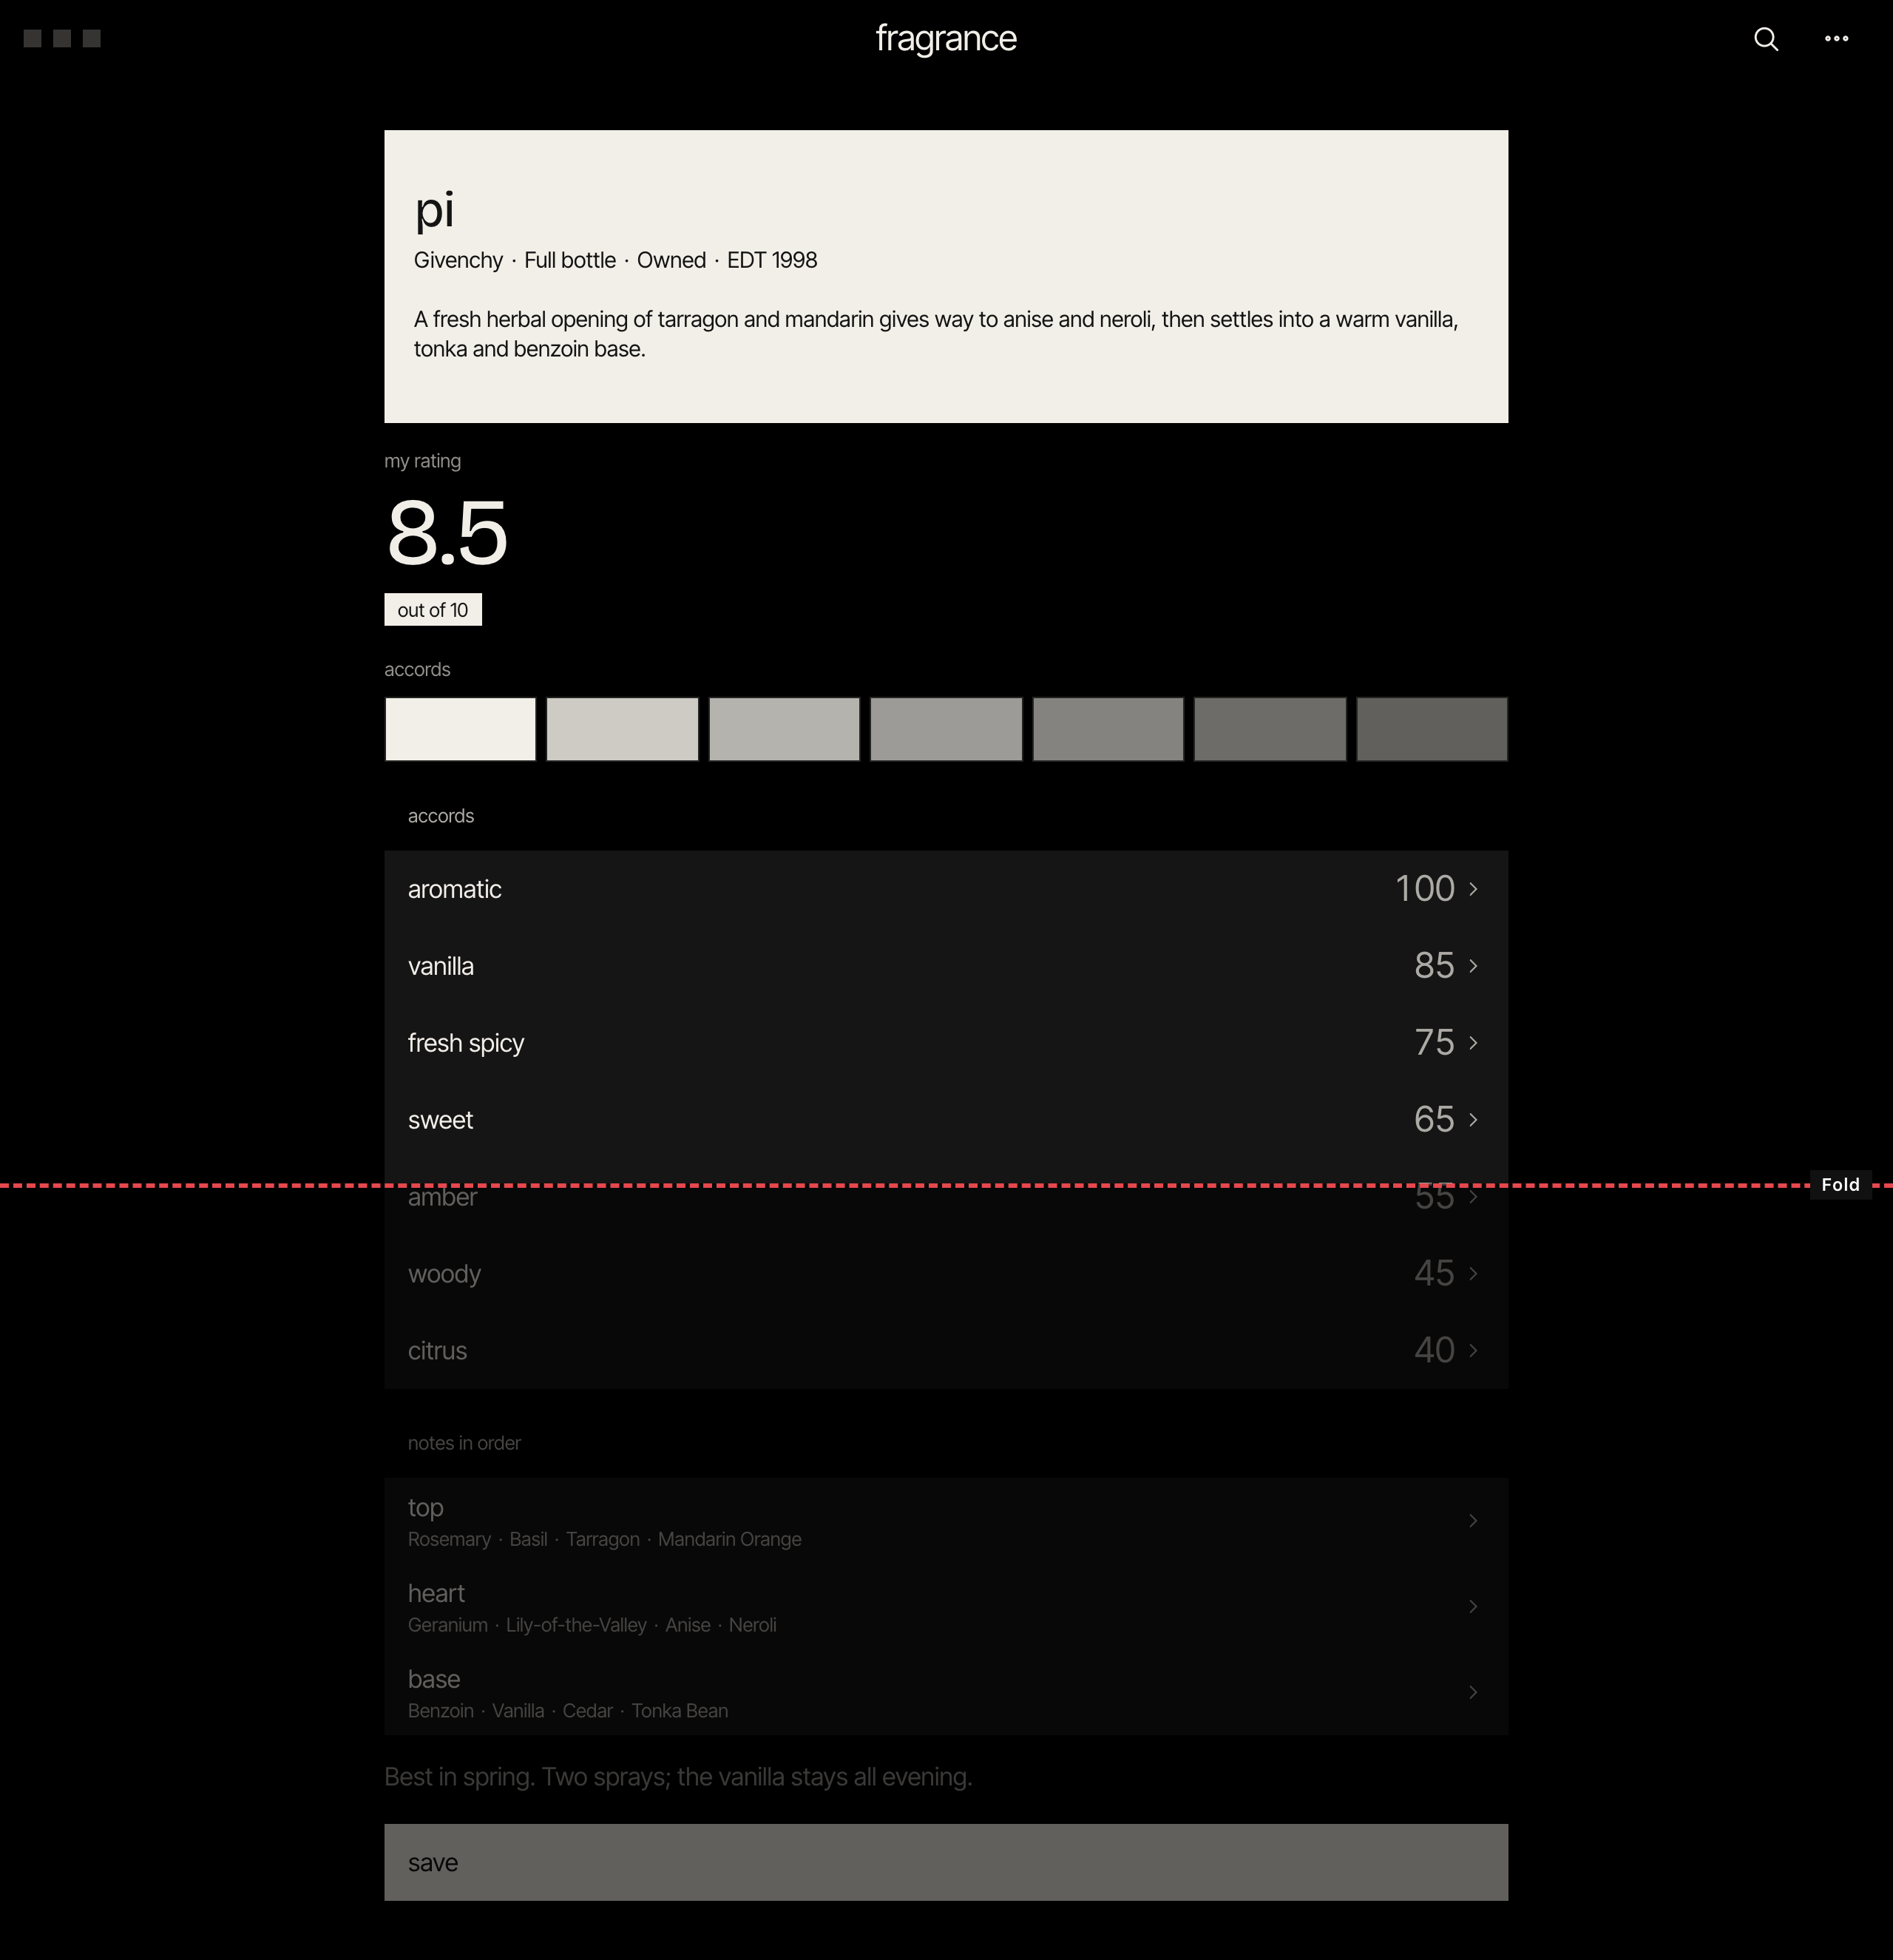 fragrance
pi
Givenchy · Full bottle · Owned · EDT 1998
A fresh herbal opening of tarragon and mandarin gives way to anise and neroli, then settles into a warm vanilla,
tonka and benzoin base.
my rating
8.5
out of 10
accords
accords
aromatic 100
vanilla 85
fresh spicy 75
sweet 65
Fold
amber 55
woody 45
citrus 40
notes in order
top
Rosemary · Basil · Tarragon · Mandarin Orange
heart
Geranium · Lily-of-the-Valley · Anise · Neroli
base
Benzoin · Vanilla · Cedar · Tonka Bean
Best in spring. Two sprays; the vanilla stays all evening.
save